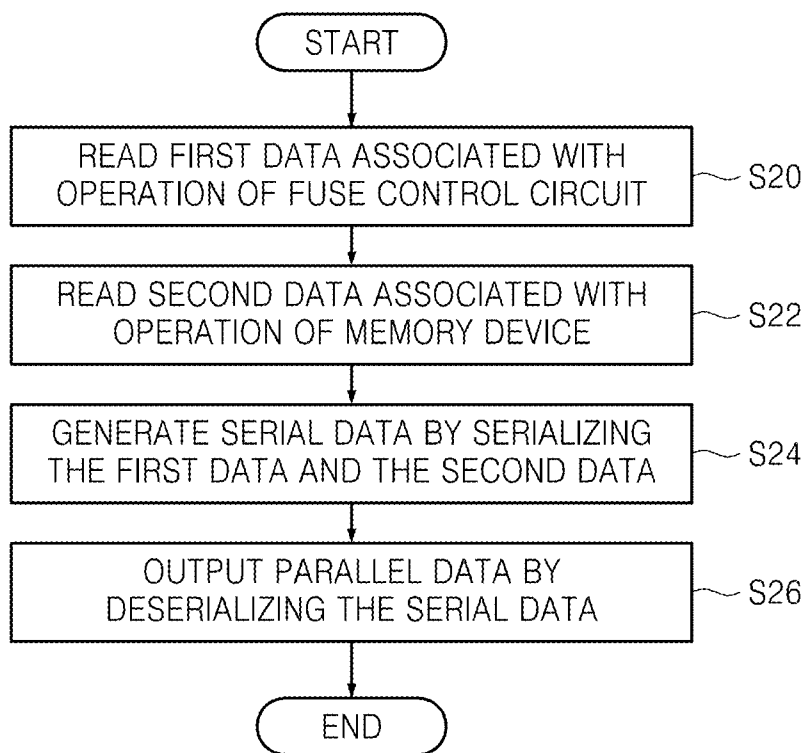 START
READ FIRST DATA ASSOCIATED WITH
OPERATION OF FUSE CONTROL CIRCUIT
S20
READ SECOND DATA ASSOCIATED WITH
OPERATION OF MEMORY DEVICE
S22
GENERATE SERIAL DATA BY SERIALIZING
THE FIRST DATA AND THE SECOND DATA
S24
OUTPUT PARALLEL DATA BY
DESERIALIZING THE SERIAL DATA
S26
END